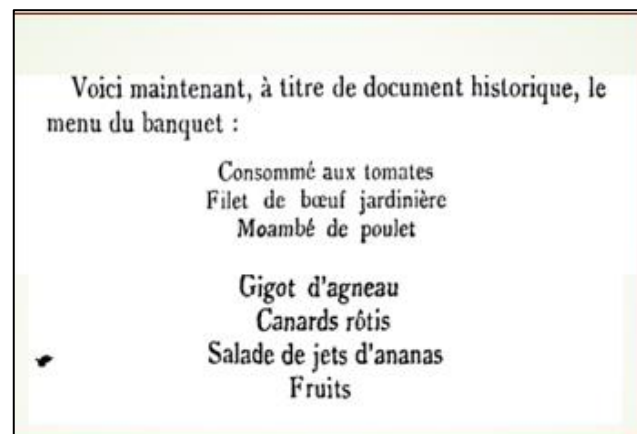 Voici maintenant, à titre de document historique, le
menu du banquet :
Consommé aux tomates
Filet de bœuf jardinière
Moambé de poulet
Gigot d'agneau
Canards rôtis
Salade de jets d'ananas
Fruits